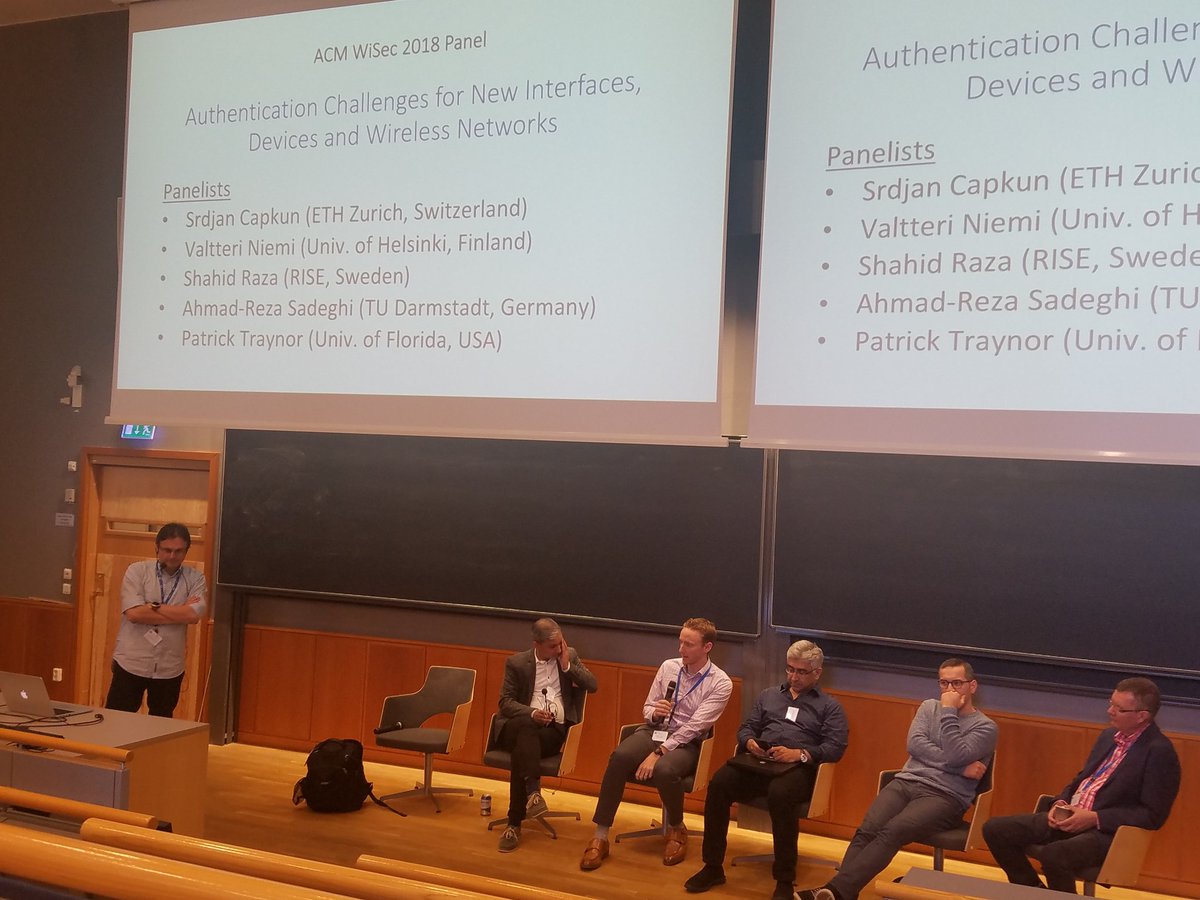 ACM WiSec 2018 Panel
Authentication Challenges for New Interfaces,
Devices and Wireless Networks
Panelists
• Srdjan Capkun (ETH Zurich, Switzerland)
• Valtteri Niemi (Univ. of Helsinki, Finland)
• Shahid Raza (RISE, Sweden)
• Ahmad-Reza Sadeghi (TU Darmstadt, Germany)
• Patrick Traynor (Univ. of Florida, USA)
Authentication Challen
Devices and W
Panelists
• Srdjan Capkun (ETH Zuric
• Valtteri Niemi (Univ. of H
• Shahid Raza (RISE, Swede
• Ahmad-Reza Sadeghi (TU
• Patrick Traynor (Univ. of